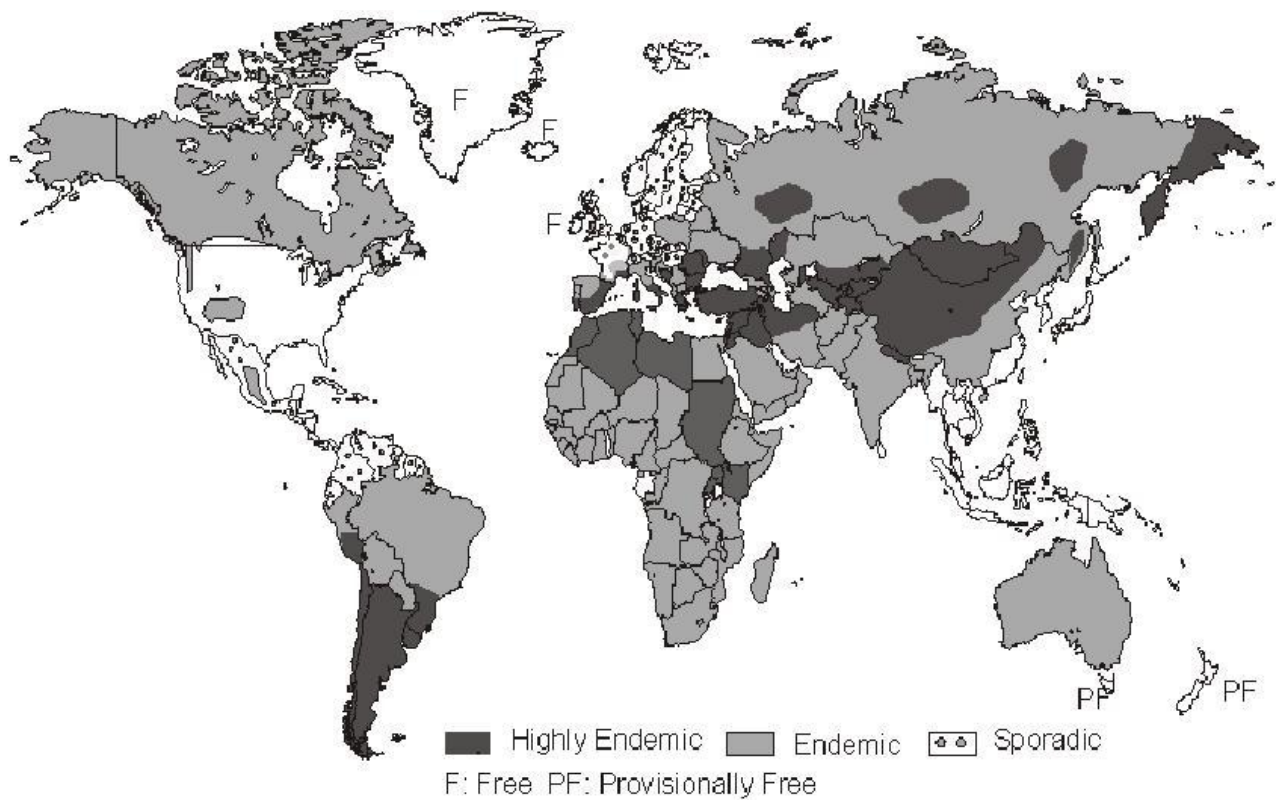 F
F
F
PF
PF
Highly Endemic
Endemic
Sporadic
F: Free PF: Provisionally Free